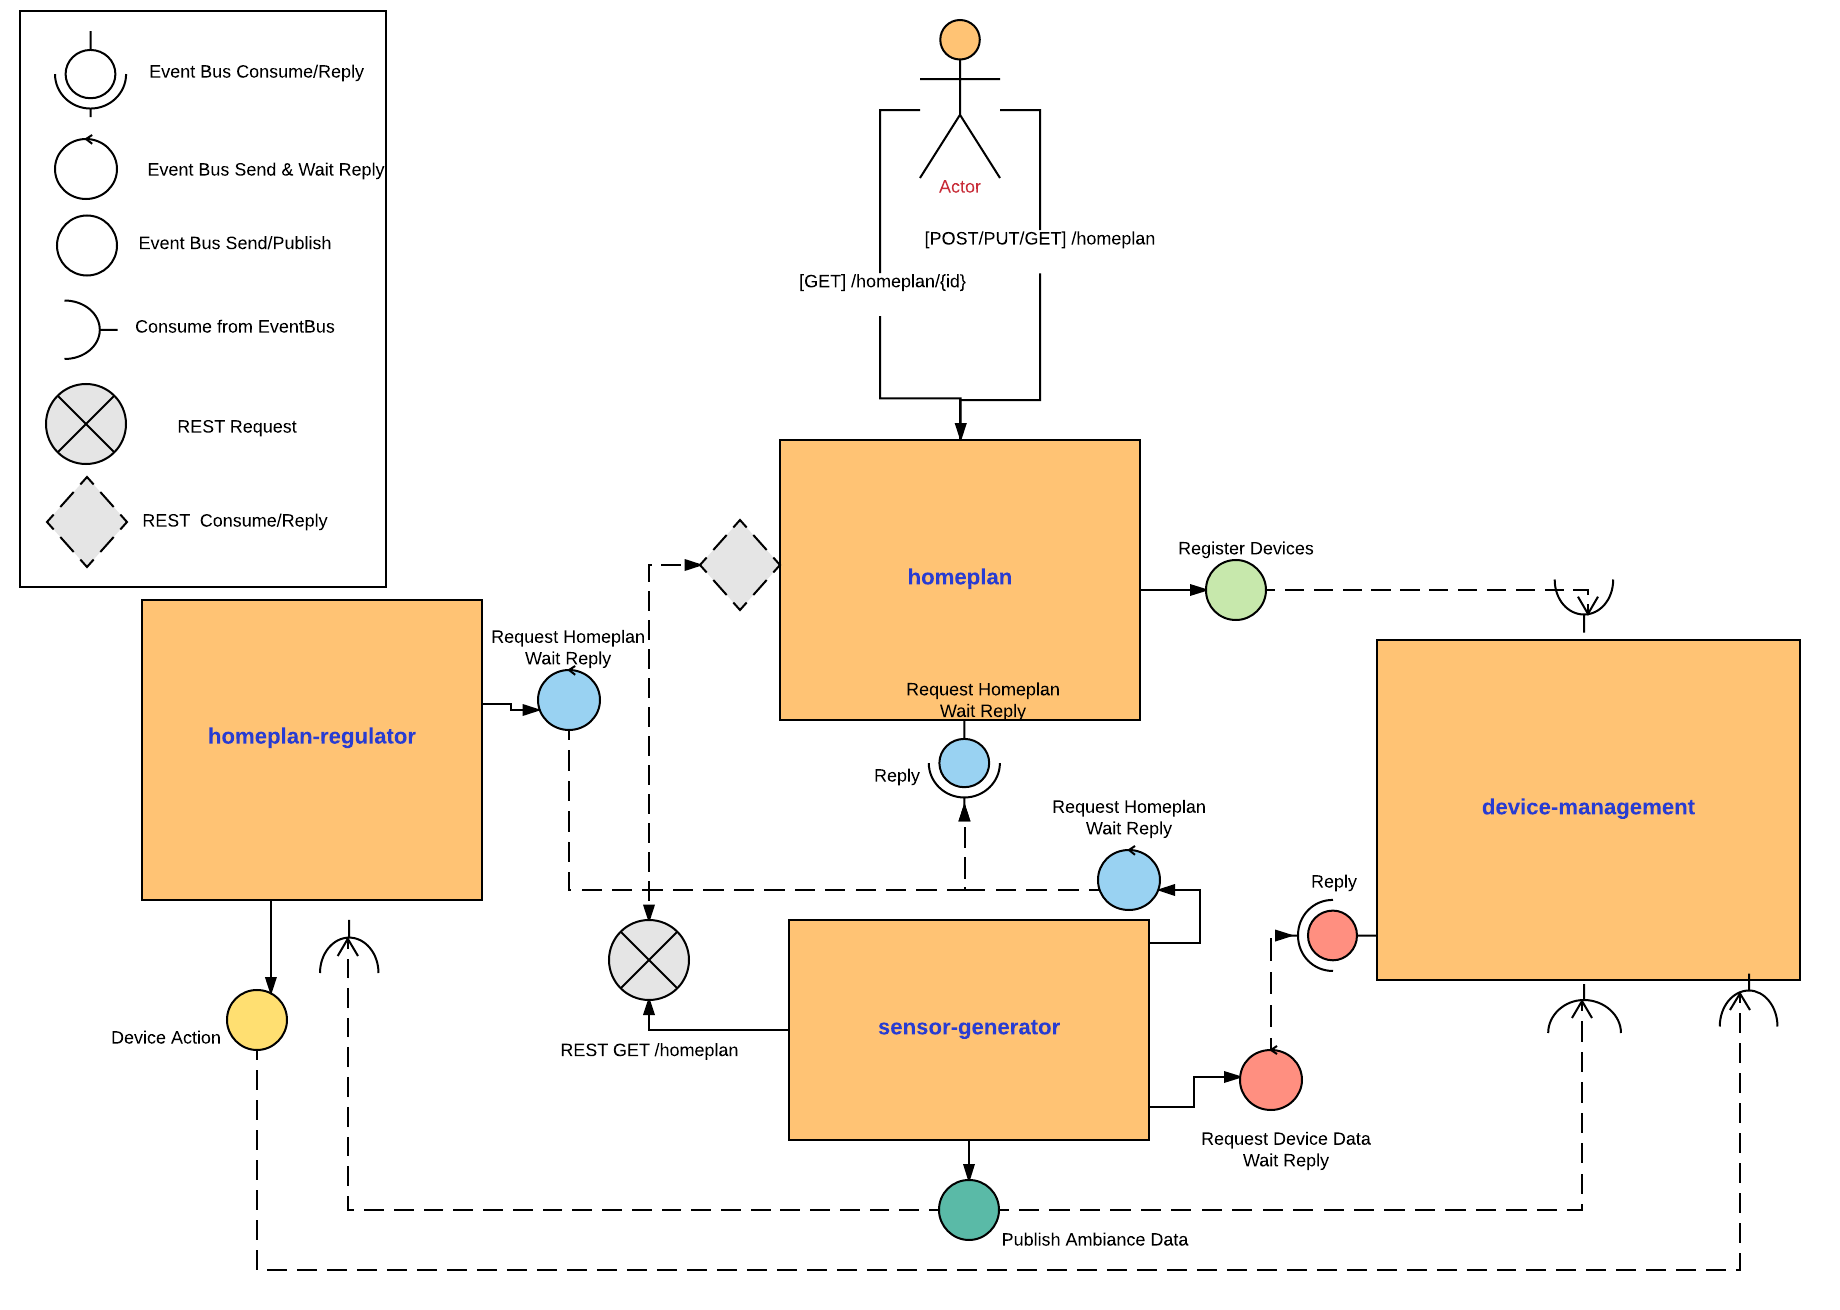 Event Bus Consume/Reply
Event Bus Send & Wait Reply
Event Bus Send/Publish
Consume from EventBus
REST Request
REST  Consume/Reply
Actor
[POST/PUT/GET] /homeplan
[GET] /homeplan/{id}
homeplan
Register Devices
Request Homeplan
Wait Reply
homeplan-regulator
Request Homeplan
Wait Reply
Reply
Request Homeplan
Wait Reply
device-management
Reply
Device Action
REST GET /homeplan
sensor-generator
Request Device Data
Wait Reply
Publish Ambiance Data